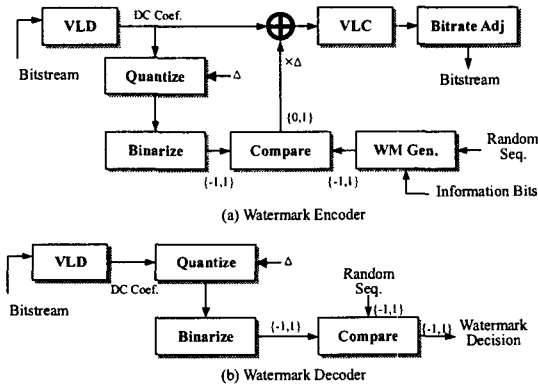 VLD
DC Coef.
VLC
Bitrate Adj
Bitstream
Quantize
Δ
×Δ
Bitstream
{0,1}
Binarize
Compare
WM Gen.
Random
Seq.
{-1,1}
{-1,1}
Information Bits
(a) Watermark Encoder
VLD
Quantize
Δ
Bitstream
DC Coef.
Random
Seq.
{-1,1}
Binarize
{-1,1}
Compare
{-1,1}
Watermark
Decision
(b) Watermark Decoder